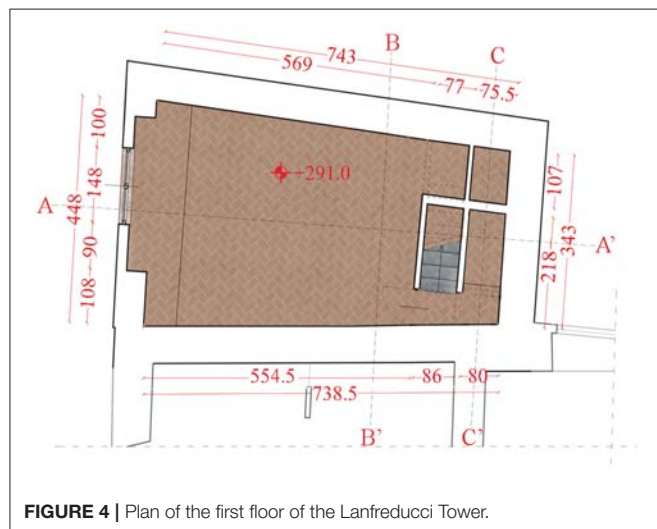 743
B
C
569
77
75.5
100
148
448
90
108
+291.0
A
A'
107
343
218
554.5
86
80
738.5
B'
C'
FIGURE 4 | Plan of the first floor of the Lanfreducci Tower.